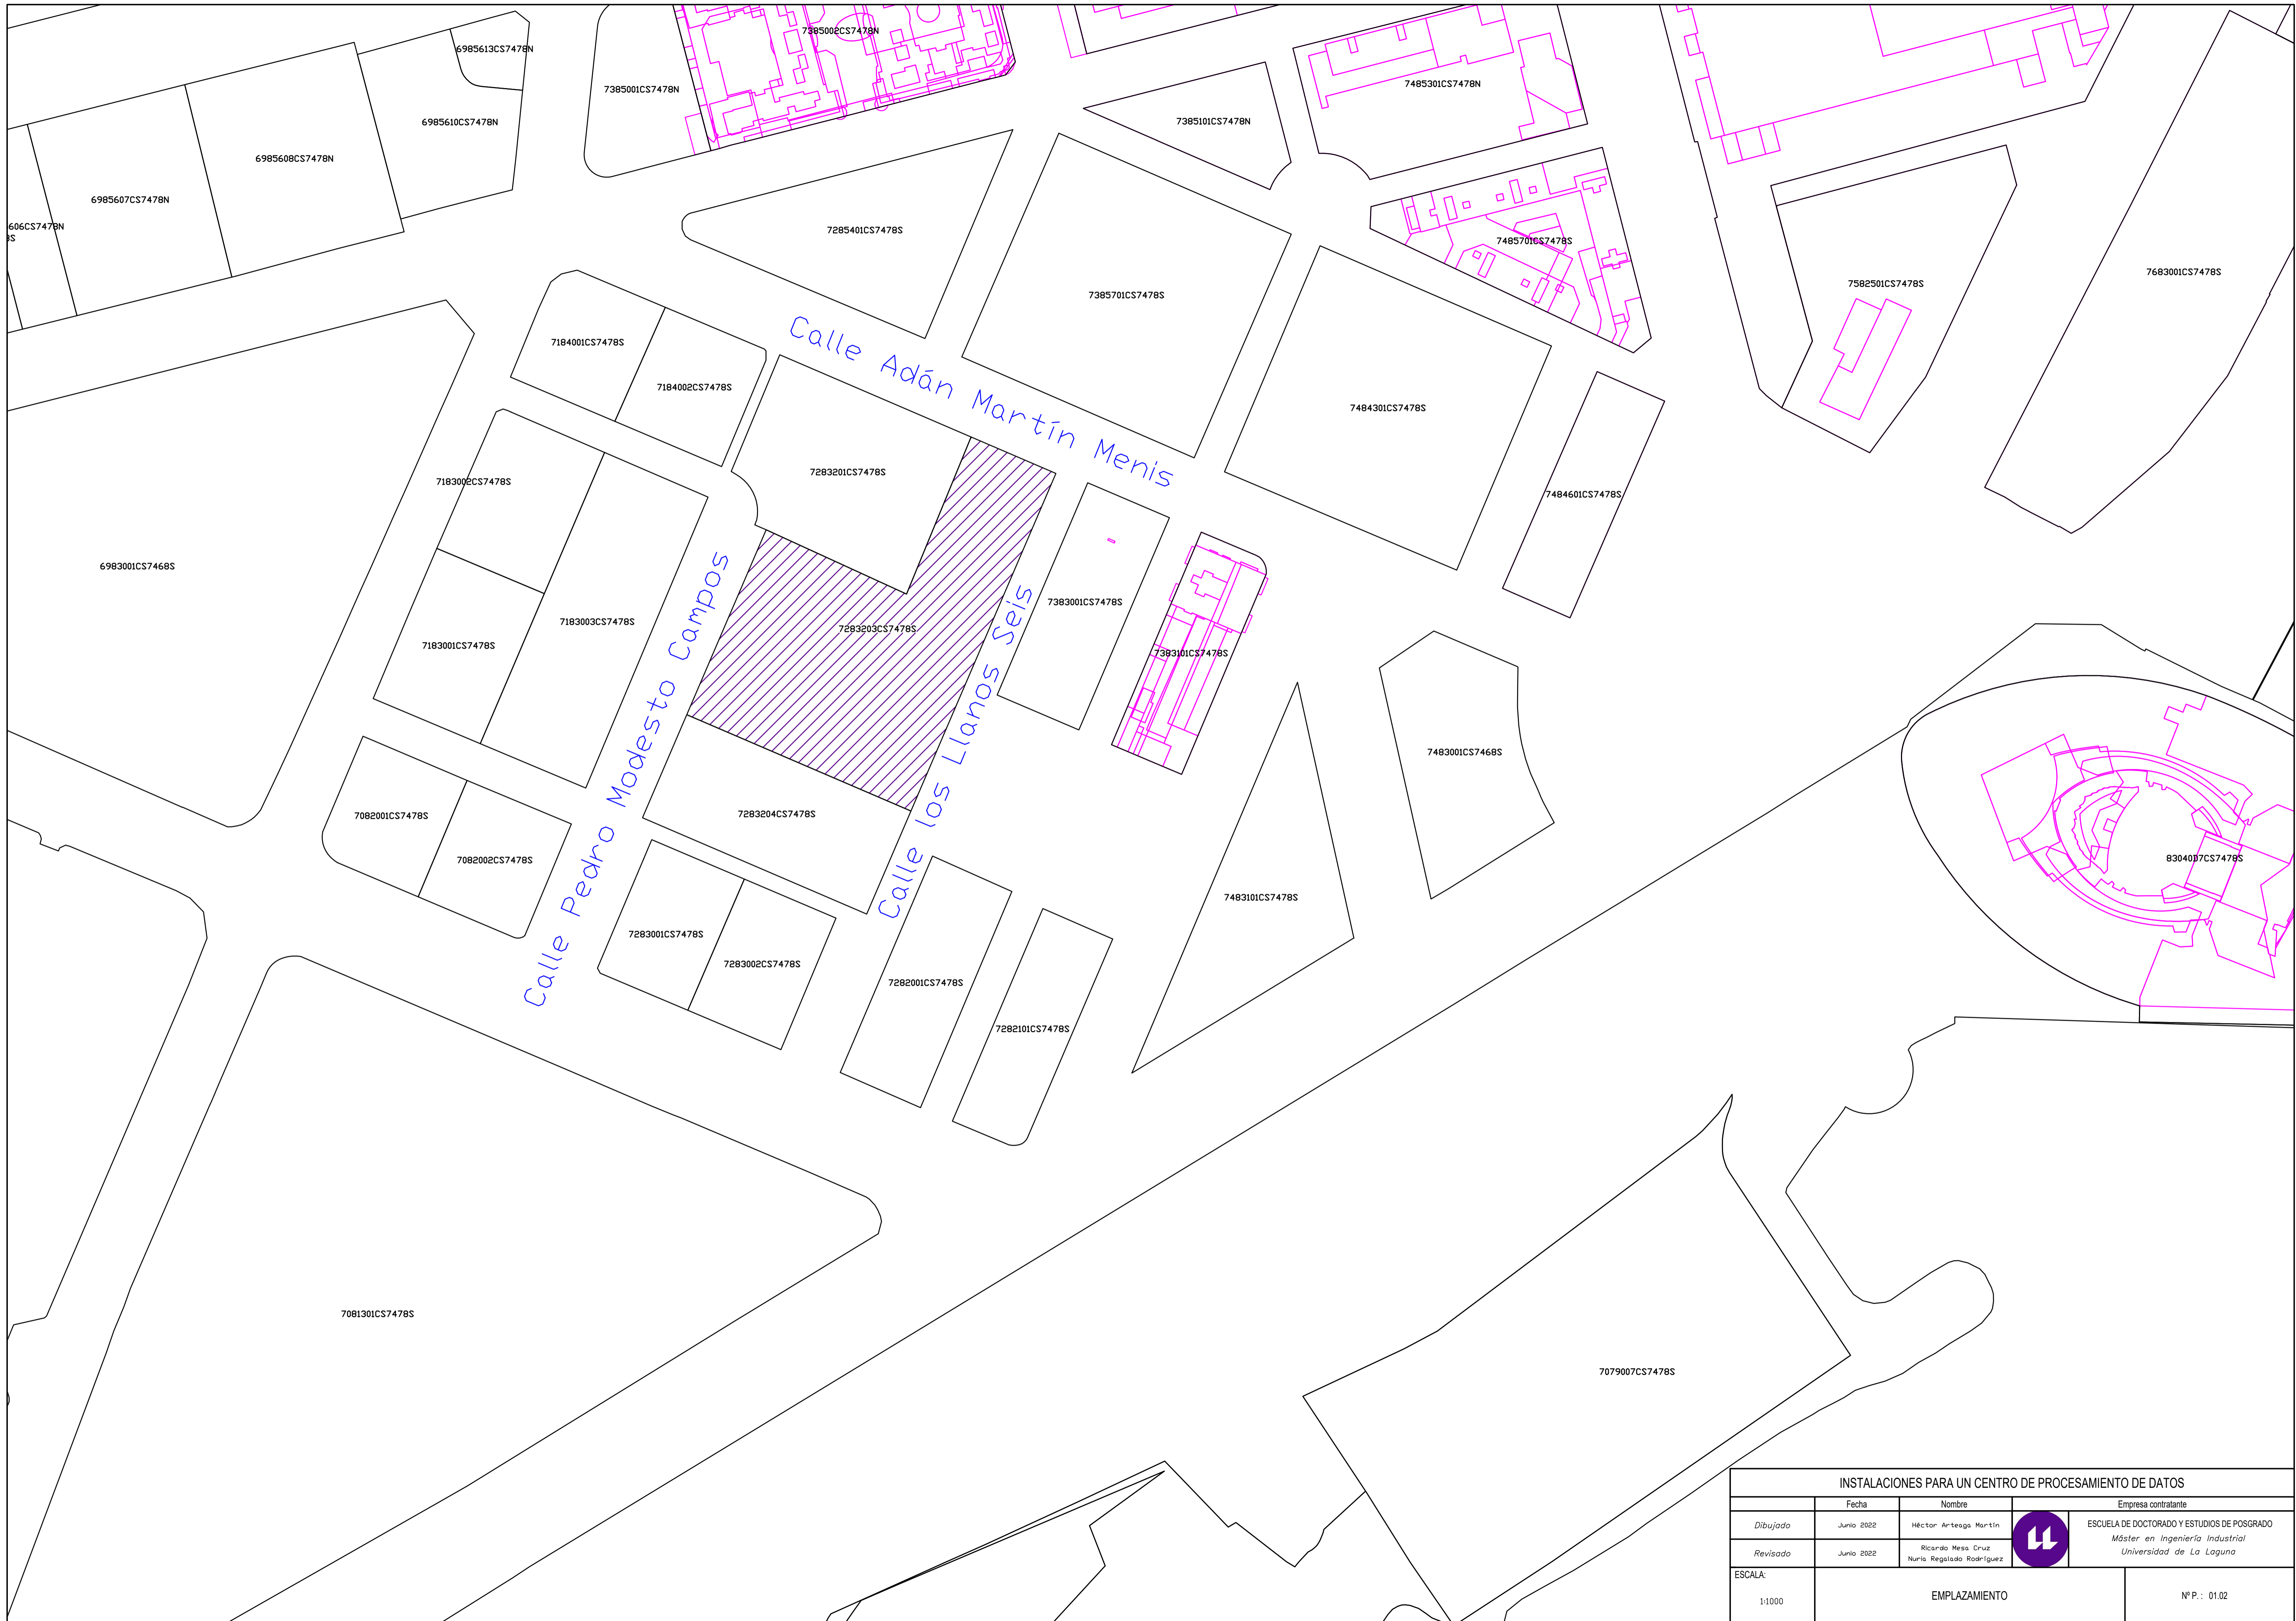 7385002CS7478N
6985613CS7478N
7385001CS7478N
7485301CS7478N
6985610CS7478N
7385101CS7478N
6985608CS7478N
6985607CS7478N
606CS7478N
7285401CS7478S
7485701CS7478S
7683001CS7478S
7582501CS7478S
7385701CS7478S
Calle Adán Martín Menis
7184001CS7478S
7184002CS7478S
7484301CS7478S
7283201CS7478S
7183002CS7478S
7484601CS7478S
6983001CS7468S
7383001CS7478S
7183003CS7478S
7283203CS7478S
7183001CS7478S
7383101CS7478S
Calle Pedro Modesto Campos
Calle los Llanos Seis
7483001CS7468S
7283204CS7478S
7082001CS7478S
7082002CS7478S
83040D7CS7478S
7483101CS7478S
7283001CS7478S
7283002CS7478S
7282001CS7478S
7282101CS7478S
7081301CS7478S
7079007CS7478S
INSTALACIONES PARA UN CENTRO DE PROCESAMIENTO DE DATOS
Fecha
Nombre
Empresa contratante
Dibujado
Junio 2022
Héctor Arteaga Martín
Revisado
Junio 2022
Ricardo Mesa Cruz
Nuria Regalado Rodríguez
ESCUELA DE DOCTORADO Y ESTUDIOS DE POSGRADO
Máster en Ingeniería Industrial
Universidad de La Laguna
ESCALA:
1:1000
EMPLAZAMIENTO
Nº P. : 01.02